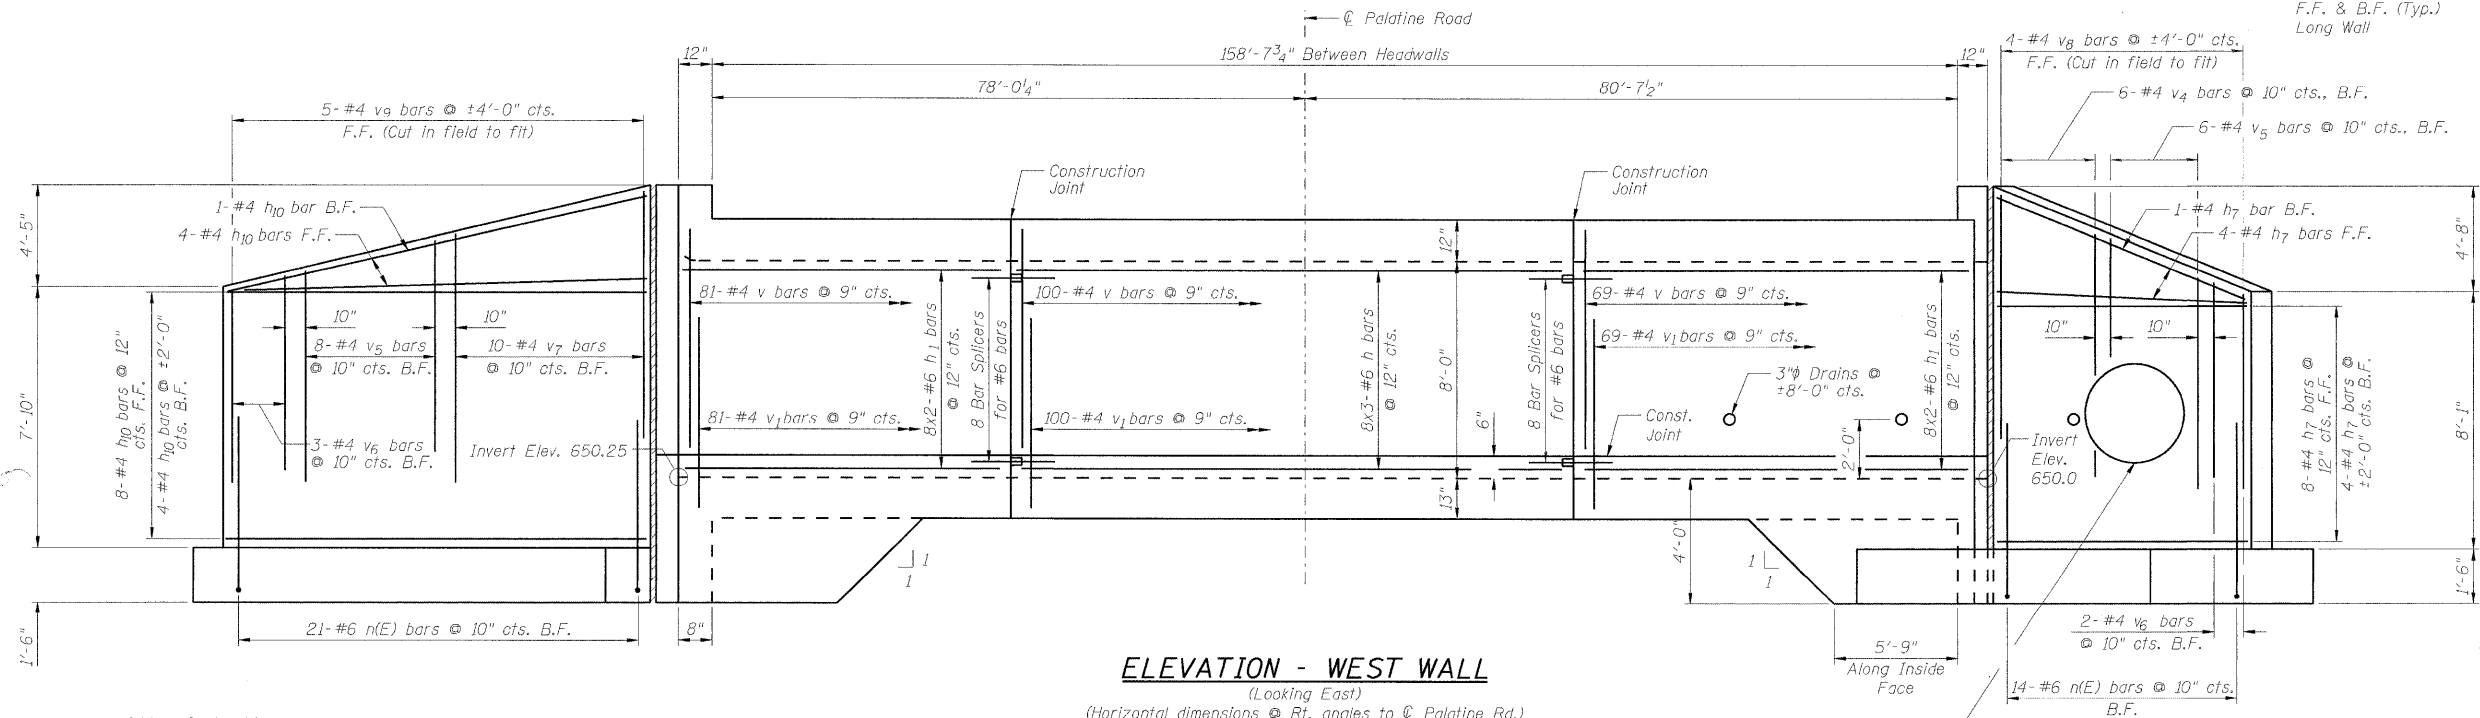 F.F. & B.F. (Typ.)
Long Wall
℄ Palatine Road
158'-7¾" Between Headwalls
12"
12"
78'-0¼"
80'-7½"
4-#4 v8 bars @ ±4'-0" cts.
F.F. (Cut in field to fit)
6-#4 v4 bars @ 10" cts., B.F.
6-#4 v5 bars @ 10" cts., B.F.
5-#4 v9 bars @ ±4'-0" cts.
F.F. (Cut in field to fit)
Construction
Joint
Construction
Joint
4'-5"
1-#4 h10 bar B.F.
4-#4 h10 bars F.F.
1-#4 h7 bar B.F.
4-#4 h7 bars F.F.
4'-8"
12"
81-#4 v bars @ 9" cts.
100-#4 v bars @ 9" cts.
69-#4 v bars @ 9" cts.
69-#4 v1 bars @ 9" cts.
10"
10"
10"
10"
8-#4 v5 bars
@ 10" cts. B.F.
10-#4 v7 bars
@ 10" cts. B.F.
7'-10"
8-#4 h10 bars @ 12"
cts. F.F.
4-#4 h10 bars @ ±2'-0"
cts. B.F.
3-#4 v6 bars
@ 10" cts. B.F.
8x2-#6 h1 bars
@ 12" cts.
8 Bar Splicers
for #6 bars
8x3-#6 h bars
@ 12" cts.
8'-0"
8 Bar Splicers
for #6 bars
3"ϕ Drains @
±8'-0" cts.
8x2-#6 h1 bars
@ 12" cts.
81-#4 v1 bars @ 9" cts.
100-#4 v1 bars @ 9" cts.
6"
Const.
Joint
2'-0"
Invert Elev. 650.25
Invert
Elev.
650.0
8-#4 h7 bars @
12" cts. F.F.
4-#4 h7 bars @
±2'-0" cts. B.F.
8'-1"
13"
4'-0"
1
1
1
1
1'-6"
1'-6"
21-#6 n(E) bars @ 10" cts. B.F.
8"
2-#4 v6 bars
@ 10" cts. B.F.
5'-9"
Along Inside
Face
14-#6 n(E) bars @ 10" cts.
B.F.
ELEVATION - WEST WALL
(Looking East)
(Horizontal dimensions @ Rt. angles to ℄ Palatine Rd.)